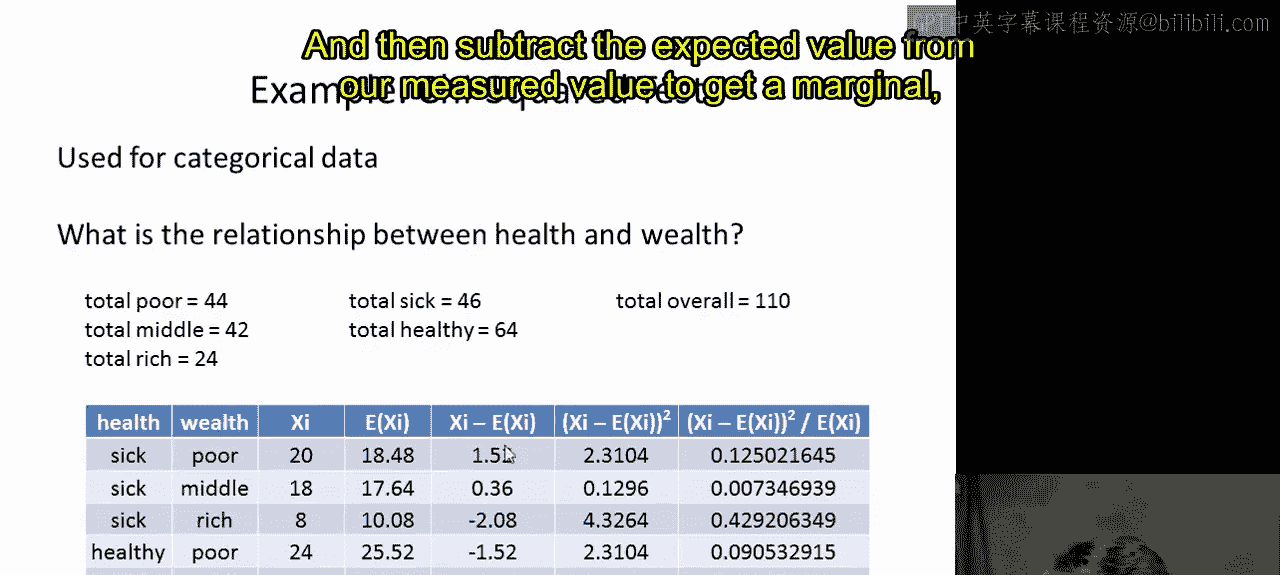 GPT中英字幕课程资源@bilibili.com
And then subtract the expected value from
our measured value to get a marginal,
Used for categorical data
What is the relationship between health and wealth?
total poor = 44 total sick = 46 total overall = 110
total middle = 42 total healthy = 64
total rich = 24
health wealth Xi E(Xi) Xi – E(Xi) (Xi – E(Xi))² (Xi – E(Xi))² / E(Xi)
sick poor 20 18.48 1.52 2.3104 0.125021645
sick middle 18 17.64 0.36 0.1296 0.007346939
sick rich 8 10.08 -2.08 4.3264 0.429206349
healthy poor 24 25.52 -1.52 2.3104 0.090532915